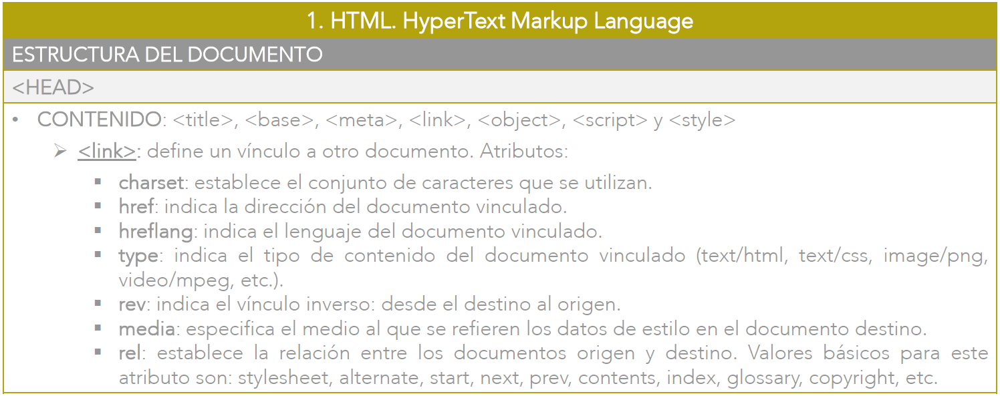 1. HTML. HyperText Markup Language
ESTRUCTURA DEL DOCUMENTO
<HEAD>
• CONTENIDO: <title>, <base>, <meta>, <link>, <object>, <script> y <style>
➢ <link>: define un vínculo a otro documento. Atributos:
▪ charset: establece el conjunto de caracteres que se utilizan.
▪ href: indica la dirección del documento vinculado.
▪ hreflang: indica el lenguaje del documento vinculado.
▪ type: indica el tipo de contenido del documento vinculado (text/html, text/css, image/png,
video/mpeg, etc.).
▪ rev: indica el vínculo inverso: desde el destino al origen.
▪ media: especifica el medio al que se refieren los datos de estilo en el documento destino.
▪ rel: establece la relación entre los documentos origen y destino. Valores básicos para este
atributo son: stylesheet, alternate, start, next, prev, contents, index, glossary, copyright, etc.